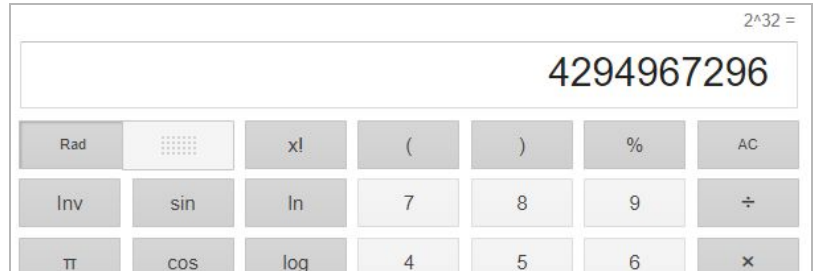 2^32 =
4294967296
Rad x! ( ) % AC
Inv sin ln 7 8 9 ÷
π cos log 4 5 6 ×